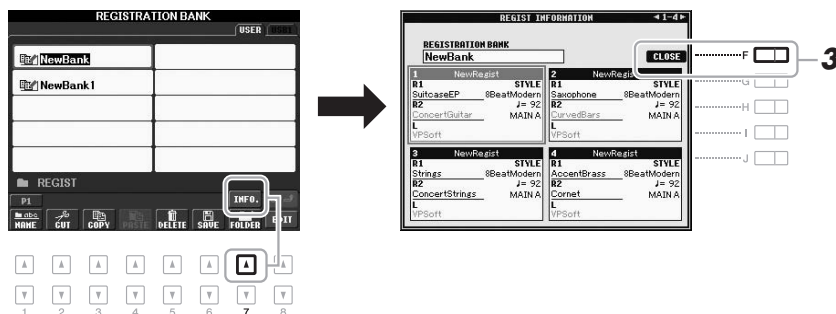 REGISTRATION BANK
USER
NewBank
NewBank1
REGIST
P1
INFO.
NAME CUT COPY PASTE DELETE SAVE FOLDER EDIT
1 2 3 4 5 6 7 8
REGIST INFORMATION
1-4
REGISTRATION BANK
NewBank
CLOSE
F
3
G
H
I
J
1 NewRegist
R1 STYLE
SuitcaseEP 8BeatModern
R2 ♩= 92
ConcertGuitar MAIN A
L
VPSoft
2 NewRegist
R1 STYLE
Saxophone 8BeatModern
R2 ♩= 92
CurvedBars MAIN A
L
VPSoft
3 NewRegist
R1 STYLE
Strings 8BeatModern
R2 ♩= 92
ConcertStrings MAIN A
L
VPSoft
4 NewRegist
R1 STYLE
AccentBrass 8BeatModern
R2 ♩= 92
Cornet MAIN A
L
VPSoft